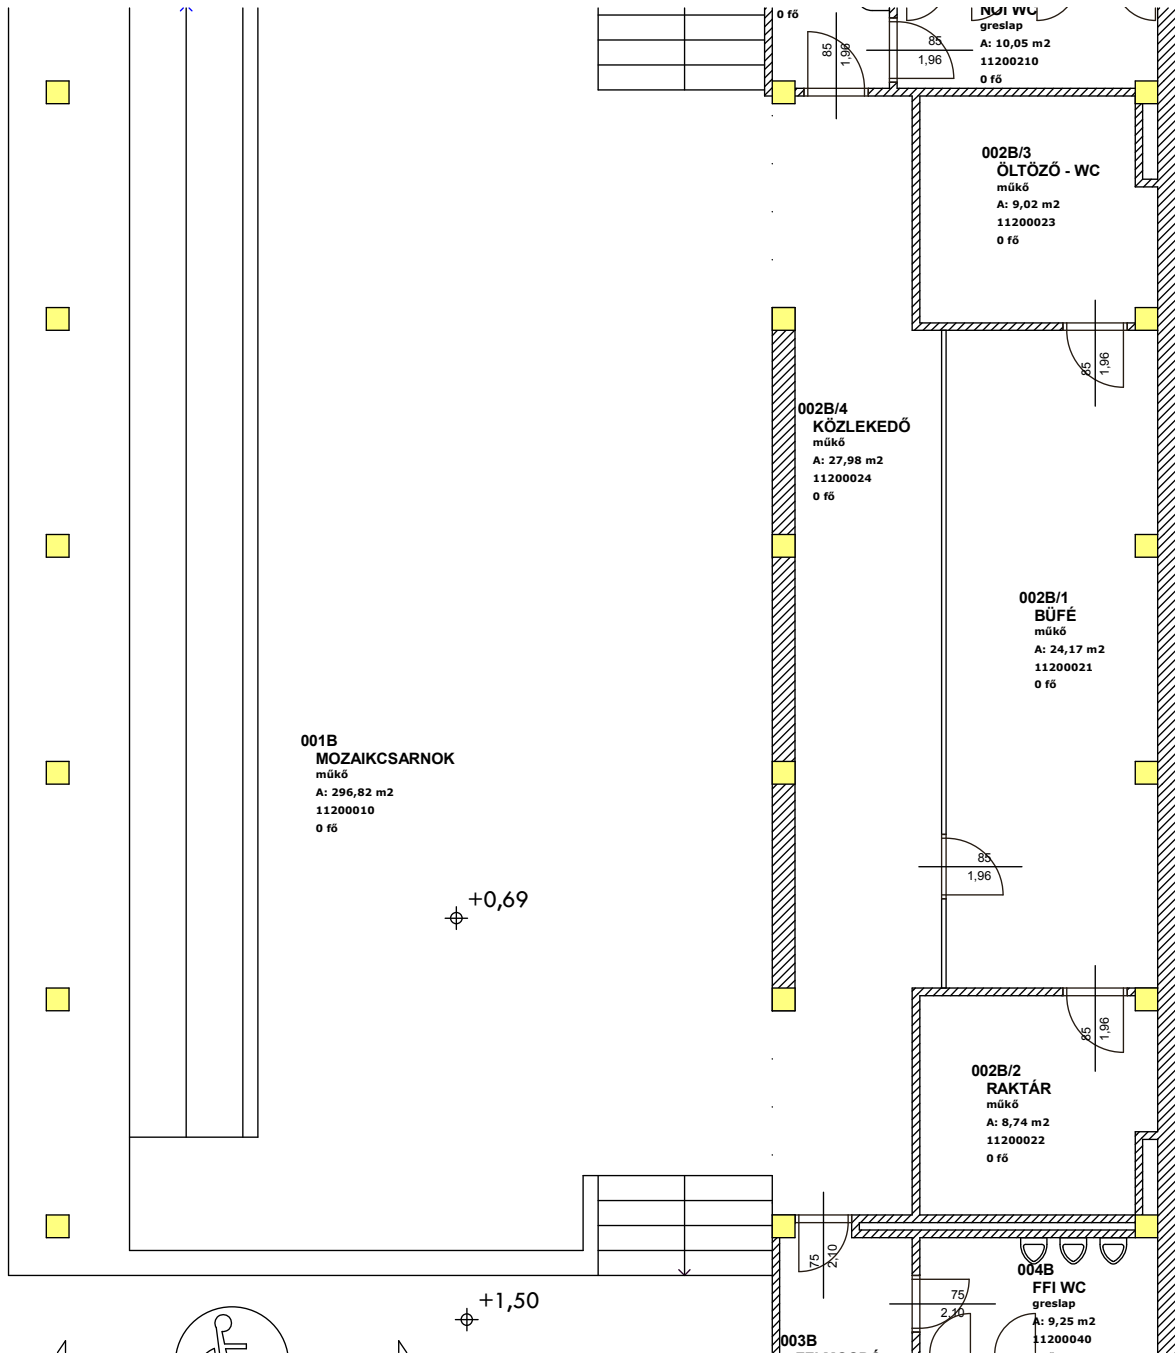 0 fő
NŐI WC
greslap
A: 10,05 m2
11200210
0 fő
85
1,96
85
1,96
002B/3
ÖLTÖZŐ - WC
műkő
A: 9,02 m2
11200023
0 fő
85
1,96
002B/4
KÖZLEKEDŐ
műkő
A: 27,98 m2
11200024
0 fő
002B/1
BÜFÉ
műkő
A: 24,17 m2
11200021
0 fő
001B
MOZAIKCSARNOK
műkő
A: 296,82 m2
11200010
0 fő
85
1,96
+0,69
85
1,96
002B/2
RAKTÁR
műkő
A: 8,74 m2
11200022
0 fő
75
2,10
004B
FFI WC
greslap
A: 9,25 m2
11200040
75
2,10
+1,50
003B